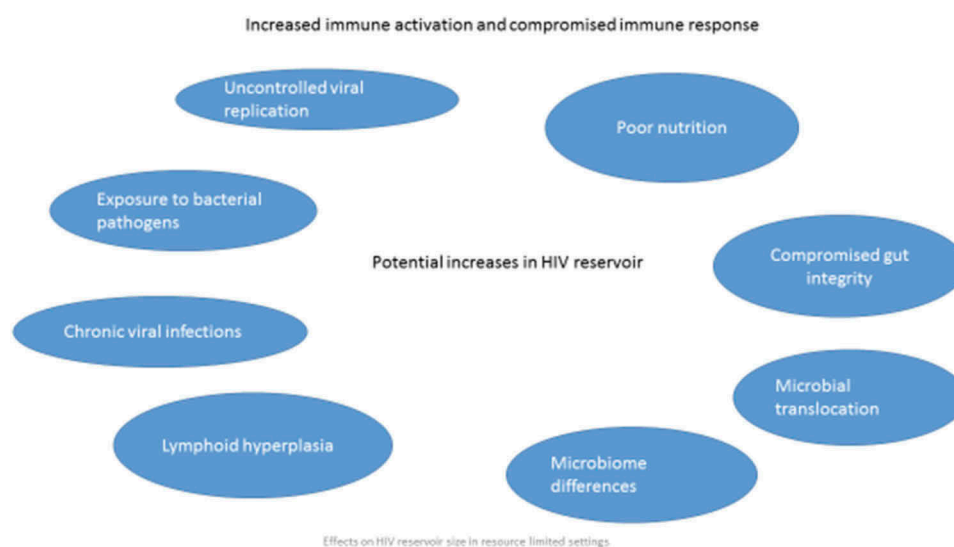 Increased immune activation and compromised immune response
Uncontrolled viral
replication
Poor nutrition
Exposure to bacterial
pathogens
Potential increases in HIV reservoir
Compromised gut
integrity
Chronic viral infections
Microbial
translocation
Lymphoid hyperplasia
Microbiome
differences
Effects on HIV reservoir size in resource limited settings